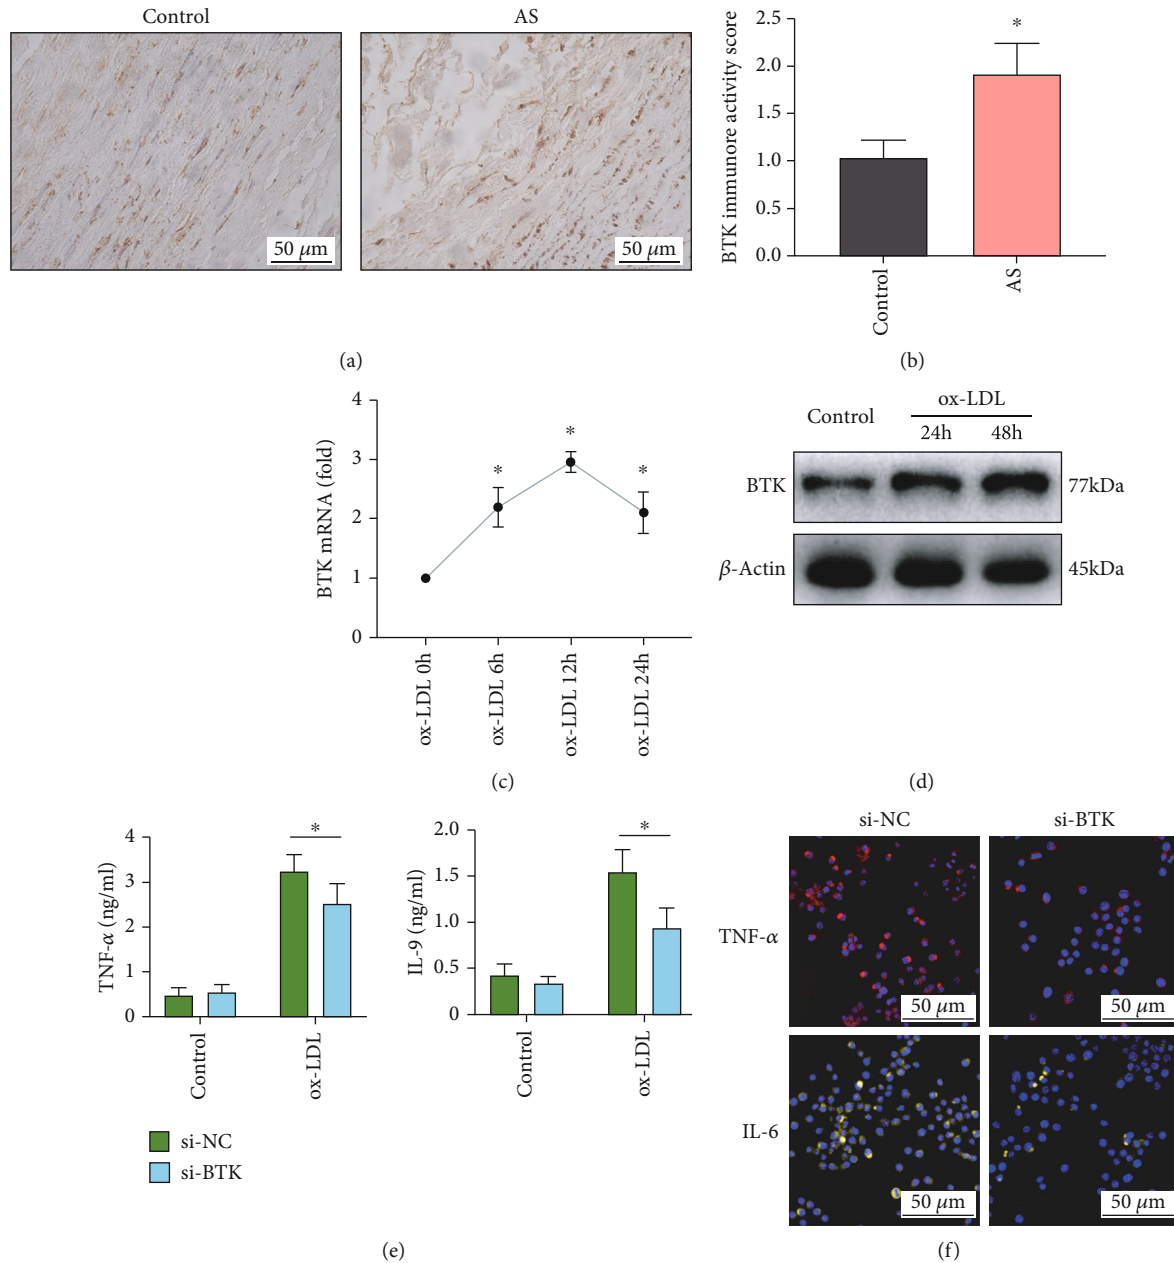 Control
AS
50 μm
50 μm
(a)
BTK immunore activity score
2.5
2.0
1.5
1.0
0.5
0.0
*
Control
AS
(b)
BTK mRNA (fold)
4
3
2
1
0
*
*
*
ox-LDL 0h
ox-LDL 6h
ox-LDL 12h
ox-LDL 24h
(c)
Control
ox-LDL
24h
48h
BTK
77kDa
β-Actin
45kDa
(d)
TNF-α (ng/ml)
4
3
2
1
0
*
Control
ox-LDL
IL-9 (ng/ml)
2.0
1.5
1.0
0.5
0.0
*
Control
ox-LDL
si-NC
si-BTK
(e)
si-NC
si-BTK
TNF-α
50 μm
50 μm
IL-6
50 μm
50 μm
(f)